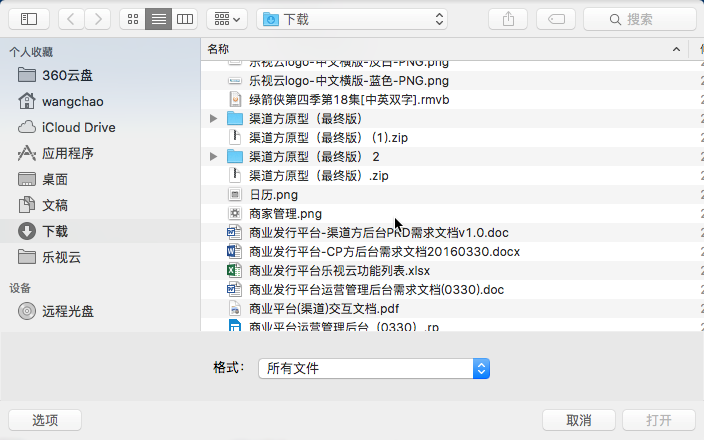 下载
搜索
个人收藏
360云盘
wangchao
iCloud Drive
应用程序
桌面
文稿
下载
乐视云
设备
远程光盘
名称
乐视云logo-中文横版-反白-PNG.png
乐视云logo-中文横版-蓝色-PNG.png
绿箭侠第四季第18集[中英双字].rmvb
渠道方原型（最终版）
渠道方原型（最终版） (1).zip
渠道方原型（最终版） 2
渠道方原型（最终版）.zip
日历.png
商家管理.png
商业发行平台-渠道方后台PRD需求文档v1.0.doc
商业发行平台-CP方后台需求文档20160330.docx
商业发行平台乐视云功能列表.xlsx
商业发行平台运营管理后台需求文档(0330).doc
商业平台(渠道)交互文档.pdf
商业平台运营管理后台（0330）.rp
格式：
所有文件
选项
取消
打开